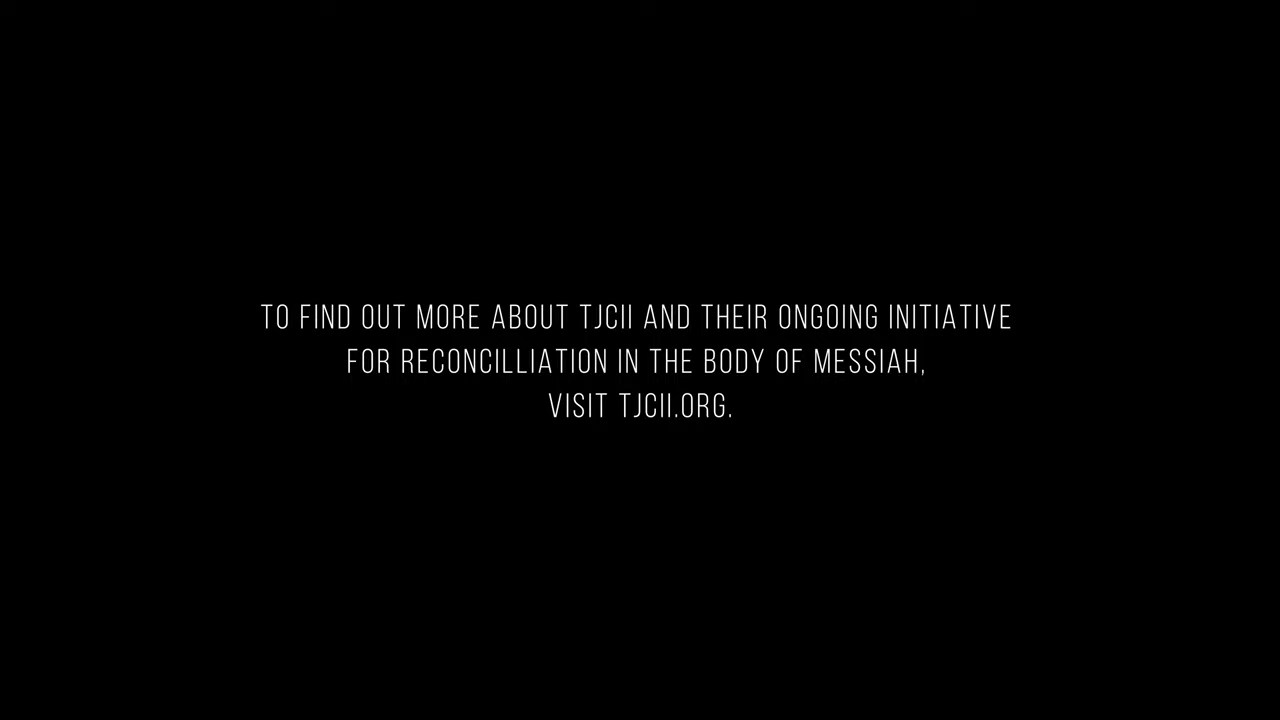 TO FIND OUT MORE ABOUT TJCII AND THEIR ONGOING INITIATIVE
FOR RECONCILLIATION IN THE BODY OF MESSIAH,
VISIT TJCII.ORG.